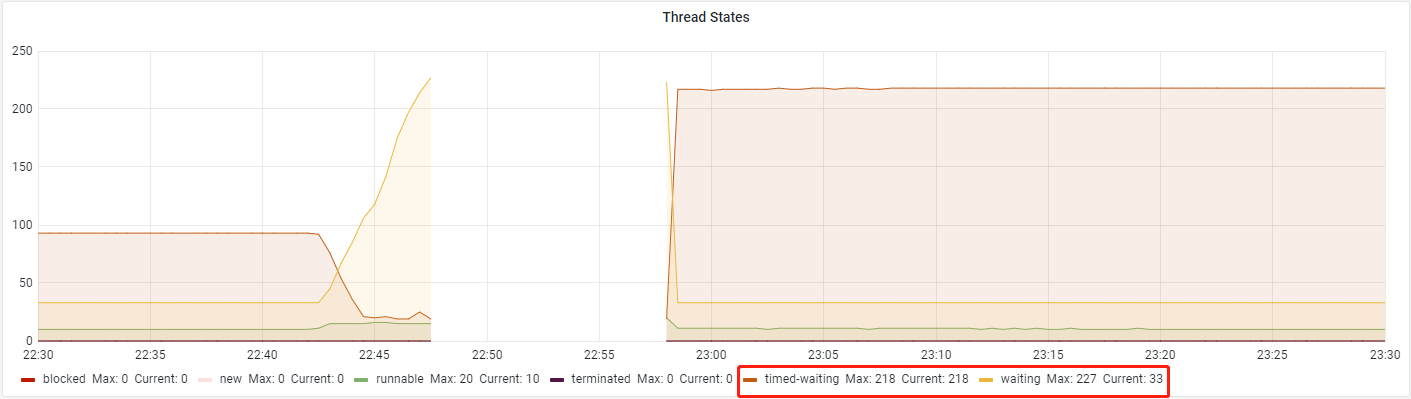 Thread States
250
200
150
100
50
0
22:30 22:35 22:40 22:45 22:50 22:55 23:00 23:05 23:10 23:15 23:20 23:25 23:30
blocked Max: 0 Current: 0 new Max: 0 Current: 0 runnable Max: 20 Current: 10 terminated Max: 0 Current: 0 timed-waiting Max: 218 Current: 218 waiting Max: 227 Current: 33